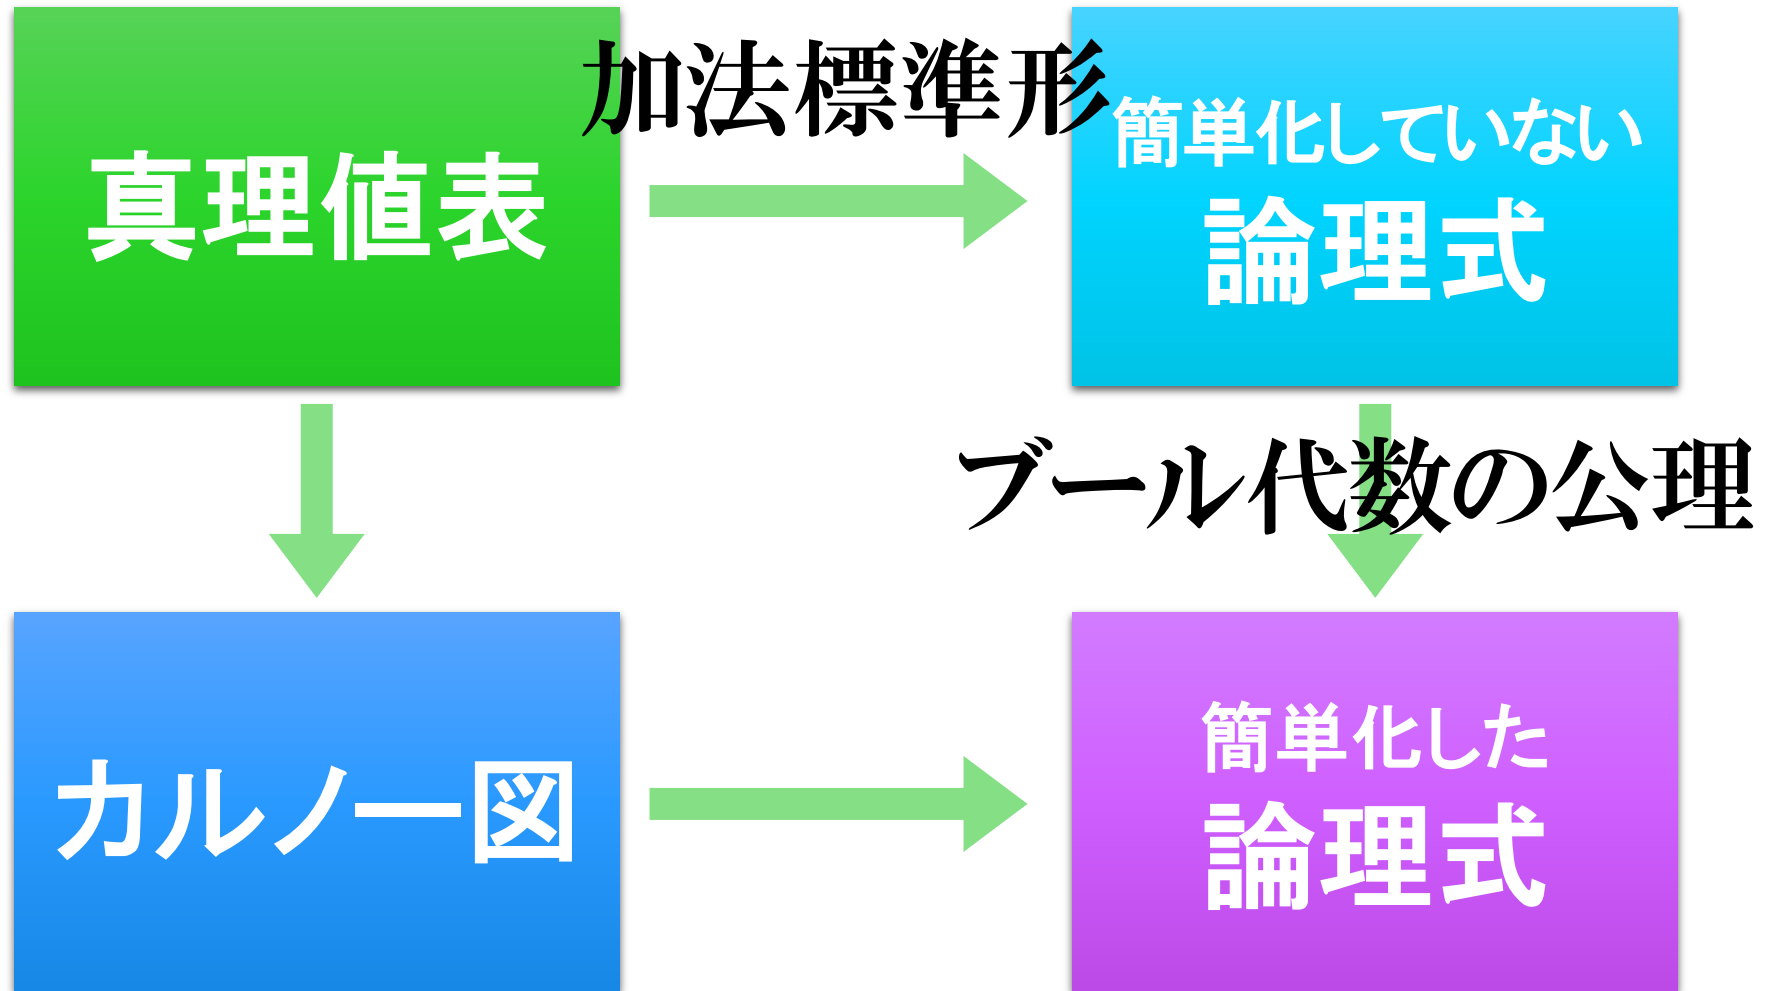 真理値表
加法標準形
簡単化していない
論理式
ブール代数の公理
カルノー図
簡単化した
論理式